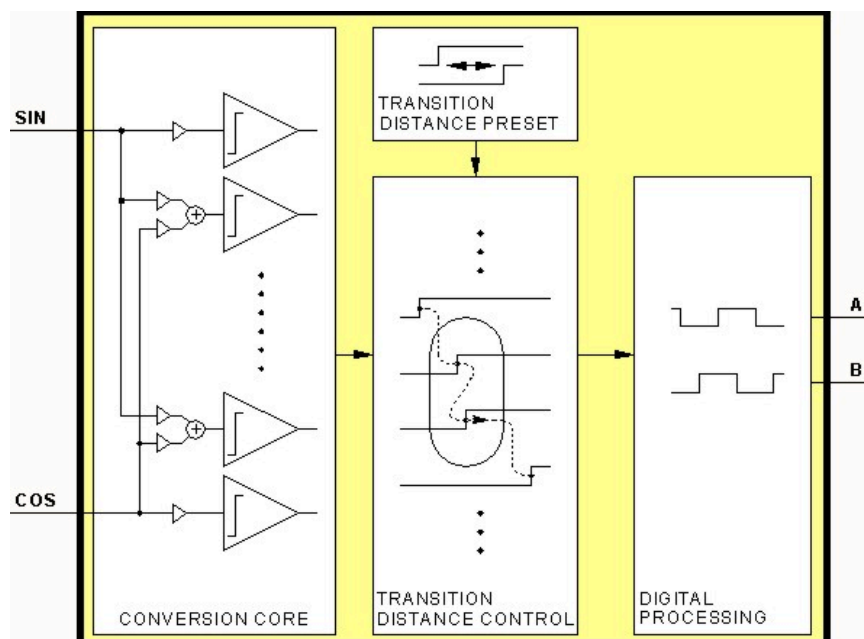 SIN
COS
CONVERSION CORE
TRANSITION
DISTANCE PRESET
TRANSITION
DISTANCE CONTROL
DIGITAL
PROCESSING
A
B